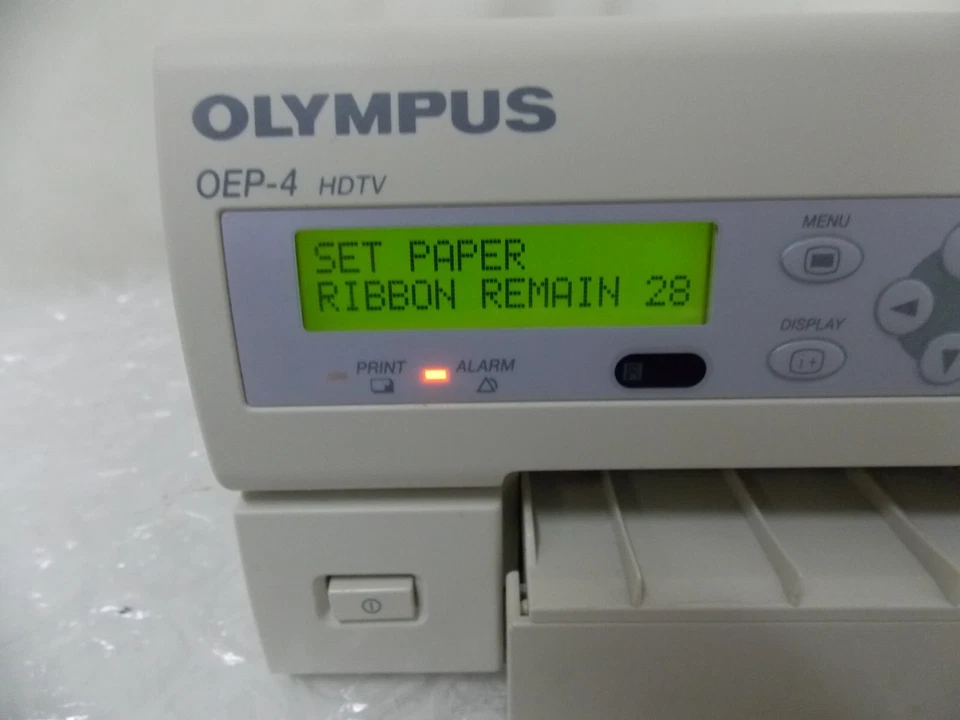 OLYMPUS
OEP-4 HDTV
MENU
SET PAPER
RIBBON REMAIN 28
DISPLAY
PRINT
ALARM